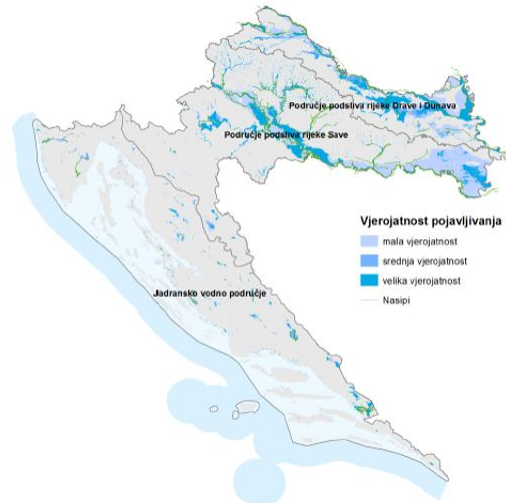 Područje podsliva rijeke Drave i Dunava
Područje podsliva rijeke Save
Vjerojatnost pojavljivanja
mala vjerojatnost
srednja vjerojatnost
velika vjerojatnost
Nasipi
Jadransko vodno područje